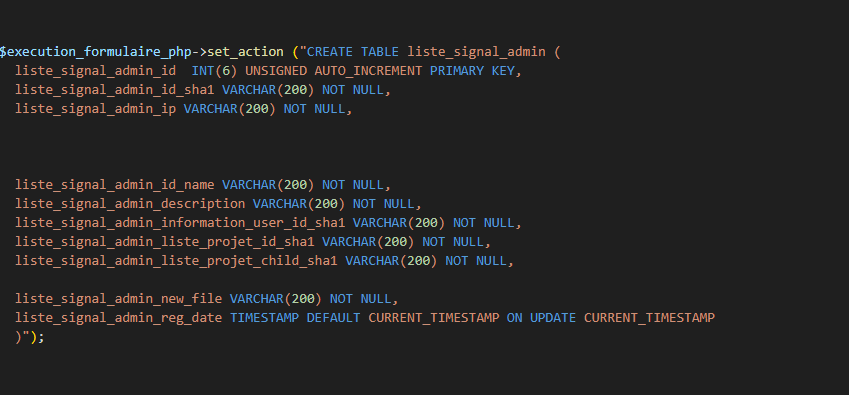 $execution_formulaire_php->set_action ("CREATE TABLE liste_signal_admin (
liste_signal_admin_id  INT(6) UNSIGNED AUTO_INCREMENT PRIMARY KEY,
liste_signal_admin_id_sha1 VARCHAR(200) NOT NULL,
liste_signal_admin_ip VARCHAR(200) NOT NULL,
liste_signal_admin_id_name VARCHAR(200) NOT NULL,
liste_signal_admin_description VARCHAR(200) NOT NULL,
liste_signal_admin_information_user_id_sha1 VARCHAR(200) NOT NULL,
liste_signal_admin_liste_projet_id_sha1 VARCHAR(200) NOT NULL,
liste_signal_admin_liste_projet_child_sha1 VARCHAR(200) NOT NULL,
liste_signal_admin_new_file VARCHAR(200) NOT NULL,
liste_signal_admin_reg_date TIMESTAMP DEFAULT CURRENT_TIMESTAMP ON UPDATE CURRENT_TIMESTAMP
)");